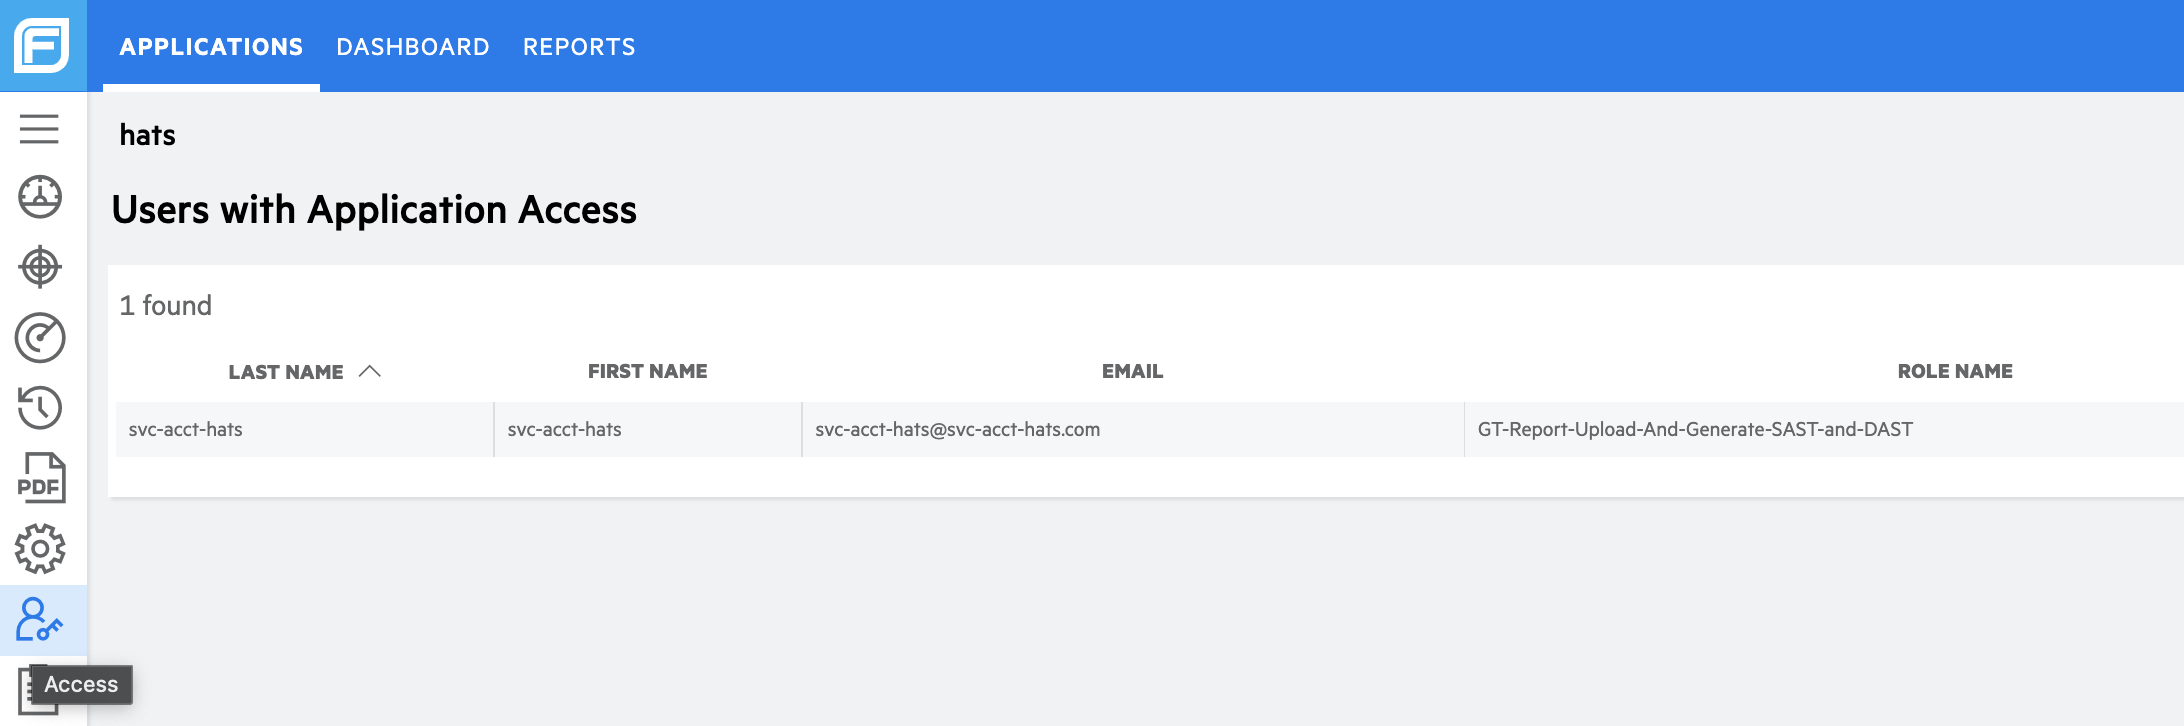 APPLICATIONS DASHBOARD REPORTS
hats
Users with Application Access
1 found
LAST NAME FIRST NAME EMAIL ROLE NAME
svc-acct-hats svc-acct-hats svc-acct-hats@svc-acct-hats.com GT-Report-Upload-And-Generate-SAST-and-DAST
PDF
Access